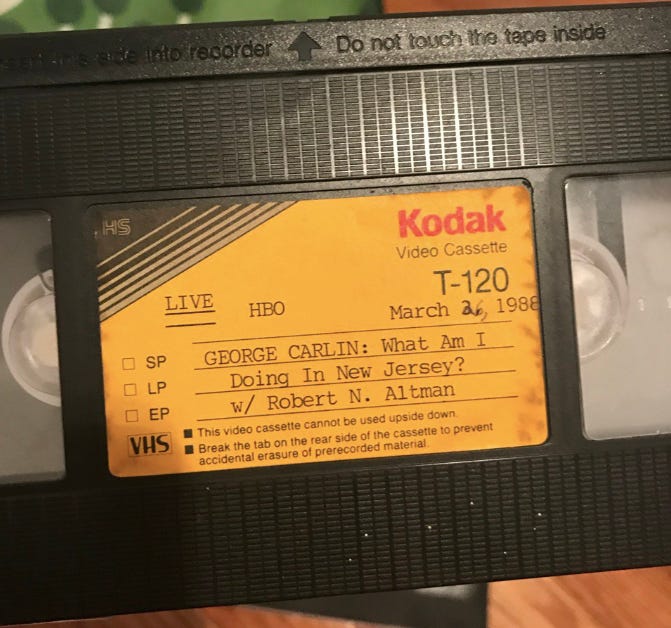 side into recorder Do not touch the tape inside
HS
Kodak
Video Cassette
T-120
LIVE HBO March 26, 1988
□ SP GEORGE CARLIN: What Am I
□ LP Doing In New Jersey?
□ EP w/ Robert N. Altman
VHS ■ This video cassette cannot be used upside down.
■ Break the tab on the rear side of the cassette to prevent
accidental erasure of prerecorded material.